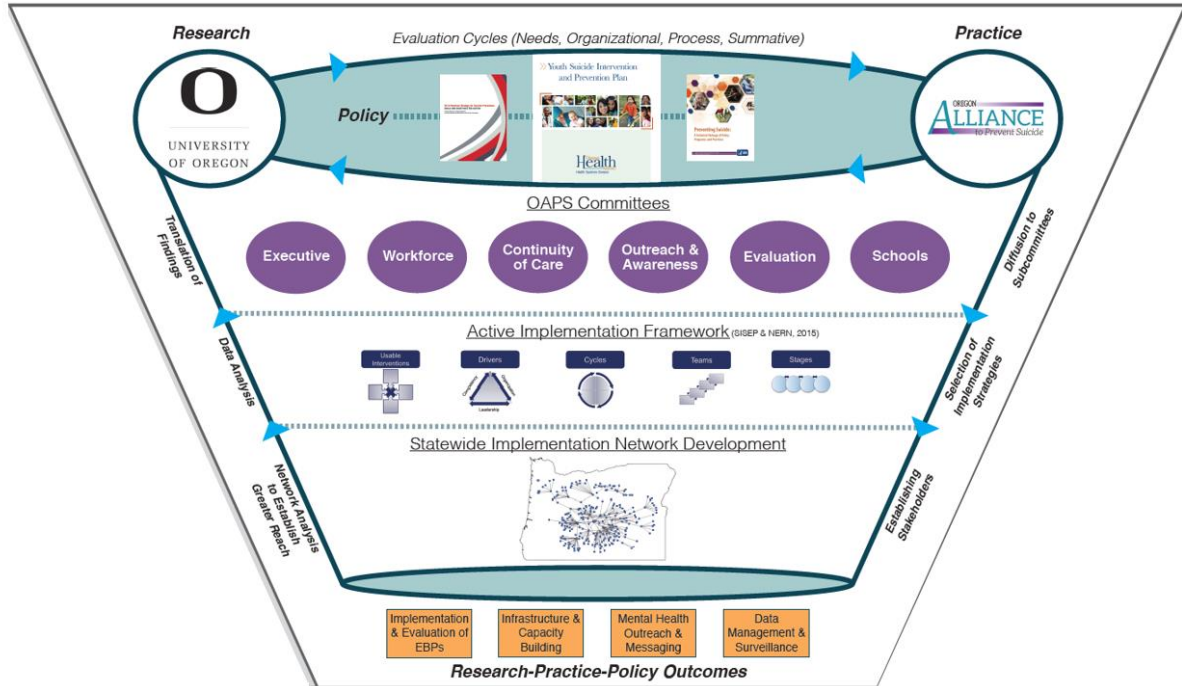 Research
Evaluation Cycles (Needs, Organizational, Process, Summative)
Practice
O
UNIVERSITY
OF OREGON
Policy
Youth Suicide Intervention
and Prevention Plan
Health
Preventing Suicide:
OREGON
ALLIANCE
to Prevent Suicide
OAPS Committees
Executive
Workforce
Continuity
of Care
Outreach &
Awareness
Evaluation
Schools
Translation of
Findings
Diffusion to
Subcommittees
Active Implementation Framework (SISEP & NERN, 2015)
Usable
Interventions
Drivers
Cycles
Teams
Stages
Competency
Organization
Leadership
Data Analysis
Selection of
Implementation
Strategies
Statewide Implementation Network Development
Network Analysis
to Establish
Greater Reach
Establishing
Stakeholders
Implementation
& Evaluation of
EBPs
Infrastructure &
Capacity
Building
Mental Health
Outreach &
Messaging
Data
Management &
Surveillance
Research-Practice-Policy Outcomes